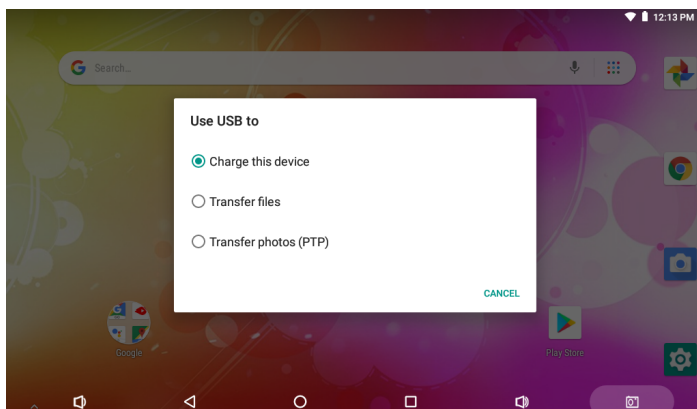 12:13 PM
Search...
Use USB to
Charge this device
Transfer files
Transfer photos (PTP)
CANCEL
Google
Play Store